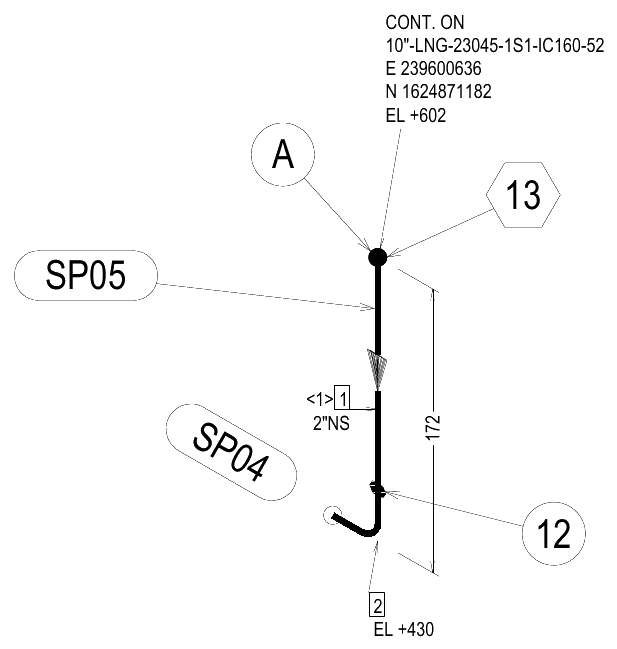 CONT. ON
10"-LNG-23045-1S1-IC160-52
E 239600636
N 1624871182
EL +602
A
13
SP05
<1> 1
2"NS
172
SP04
12
2
EL +430